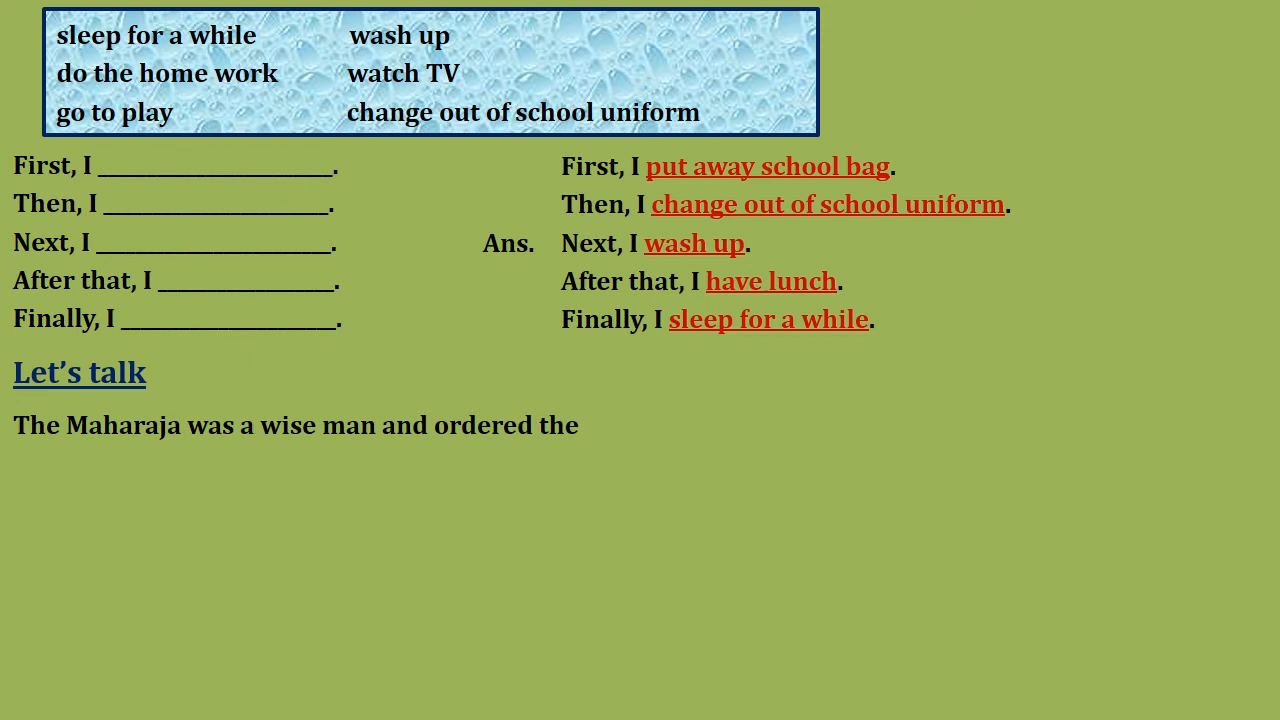 sleep for a while wash up
do the home work watch TV
go to play change out of school uniform
First, I ____________________.
Then, I ___________________.
Next, I ____________________.
After that, I _______________.
Finally, I __________________.
Ans.
First, I put away school bag.
Then, I change out of school uniform.
Next, I wash up.
After that, I have lunch.
Finally, I sleep for a while.
Let’s talk
The Maharaja was a wise man and ordered the